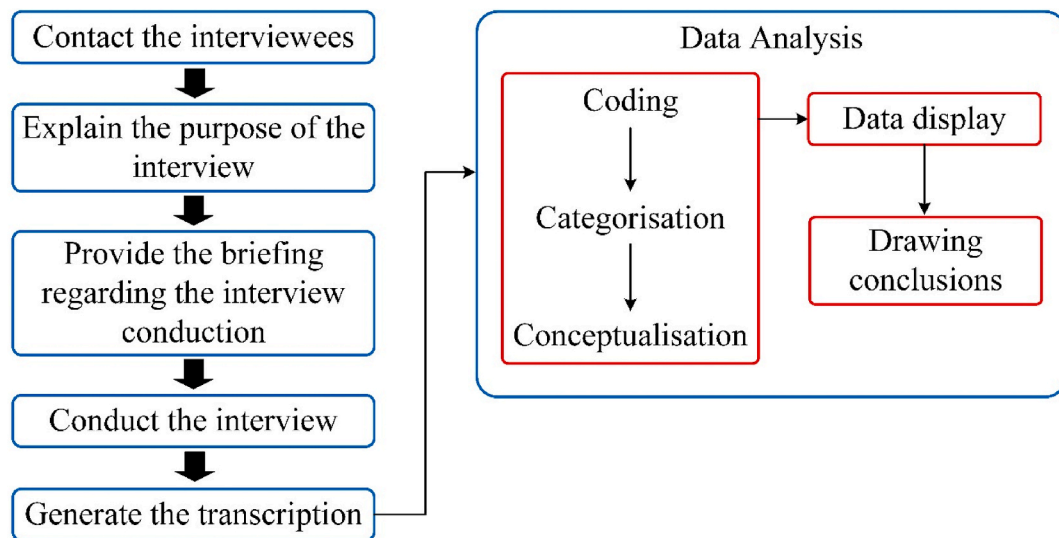 Contact the interviewees
Explain the purpose of the
interview
Provide the briefing
regarding the interview
conduction
Conduct the interview
Generate the transcription
Data Analysis
Coding
Categorisation
Conceptualisation
Data display
Drawing
conclusions